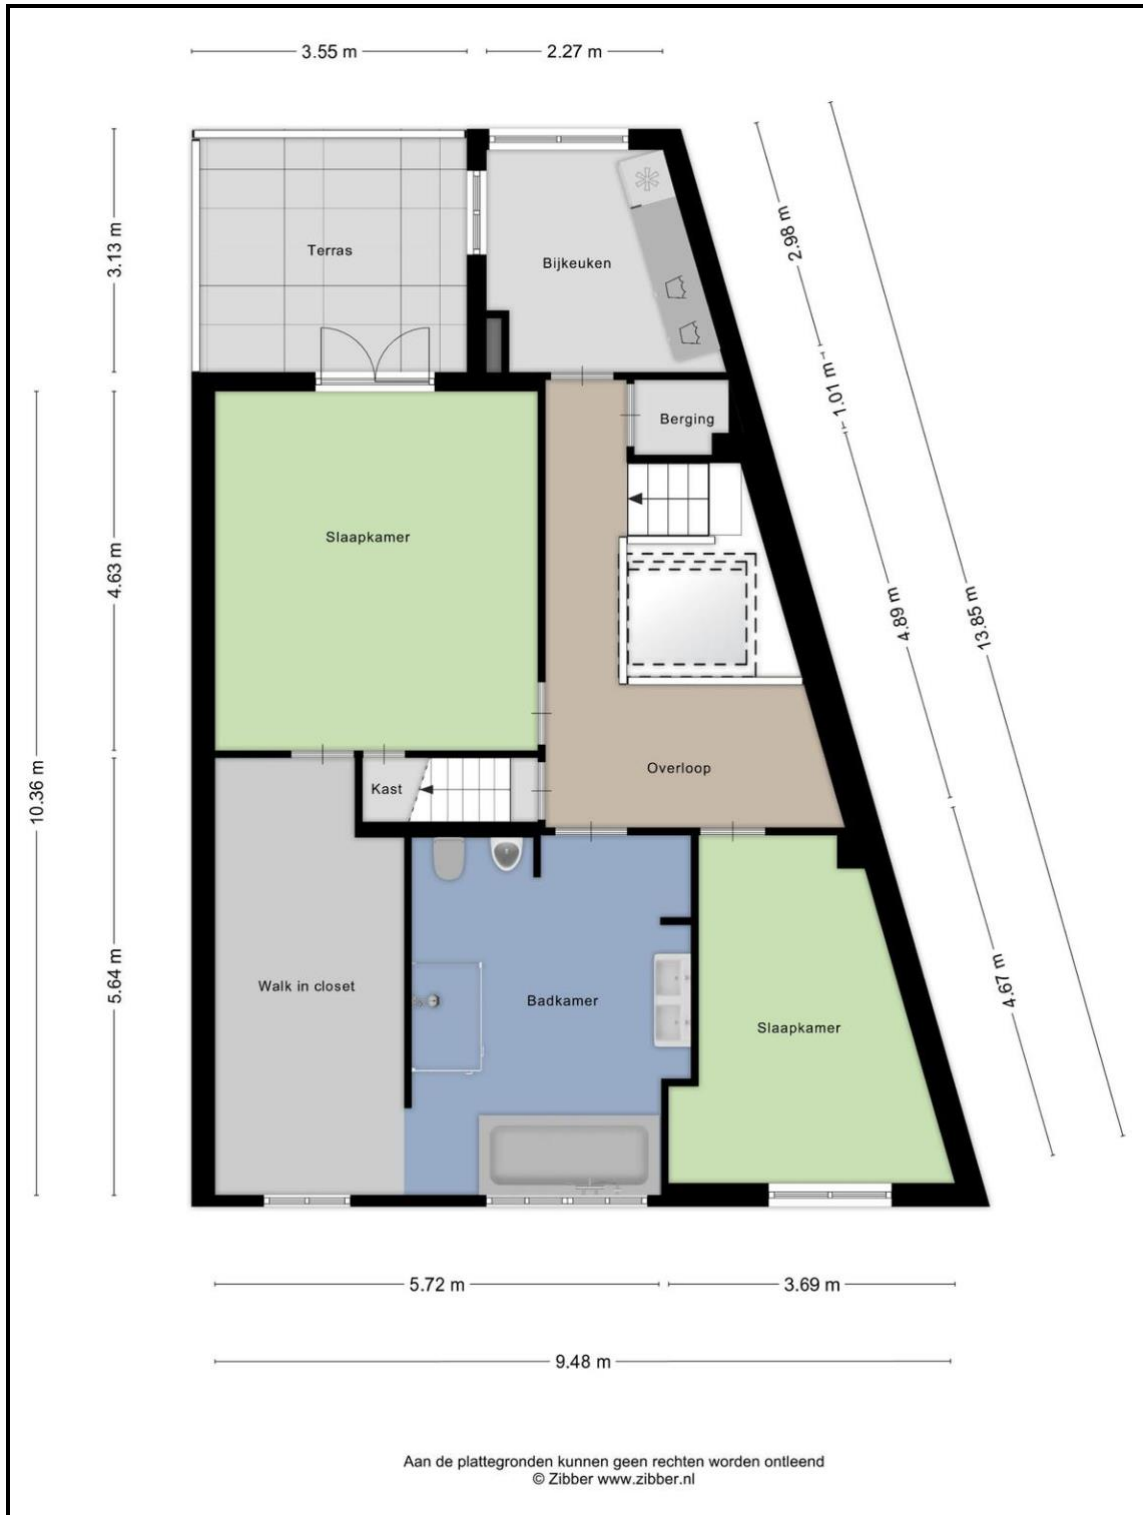 3.55 m
2.27 m
3.13 m
2.98 m
Terras
Bijkeuken
1.01 m
Berging
4.63 m
Slaapkamer
4.89 m
13.85 m
10.36 m
Kast
Overloop
5.64 m
Walk in closet
Badkamer
Slaapkamer
4.67 m
5.72 m
3.69 m
9.48 m
Aan de plattegronden kunnen geen rechten worden ontleend
© Zibber www.zibber.nl